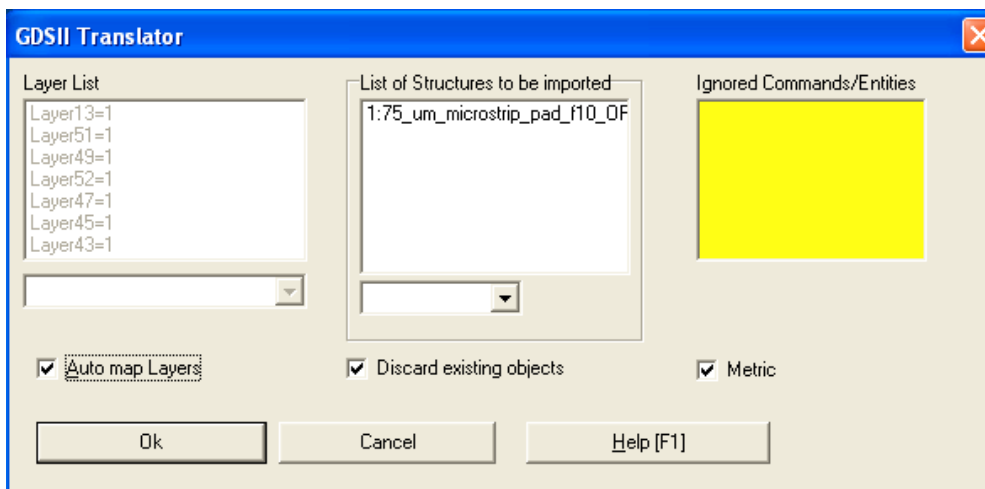 GDSII Translator
Layer List
Layer13=1
Layer51=1
Layer49=1
Layer52=1
Layer47=1
Layer45=1
Layer43=1
List of Structures to be imported
1:75_um_microstrip_pad_f10_OF
Ignored Commands/Entities
Auto map Layers
Discard existing objects
Metric
Ok
Cancel
Help [F1]